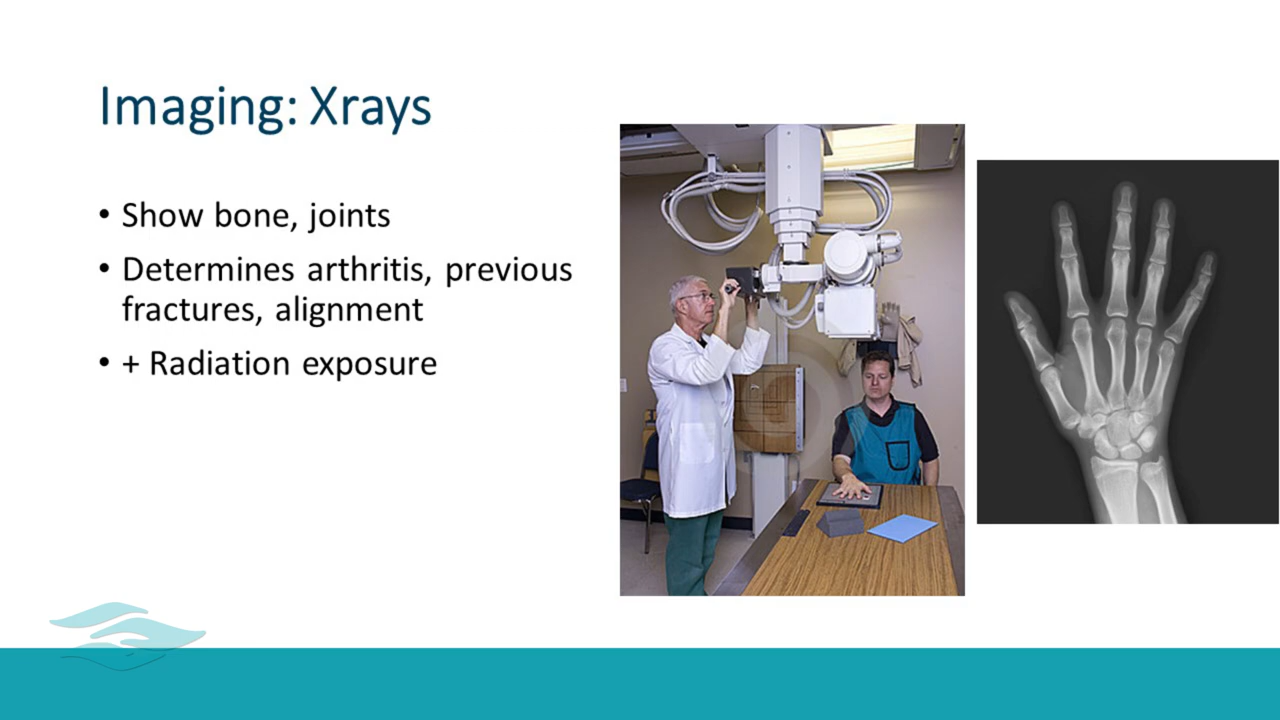 Imaging: Xrays
• Show bone, joints
• Determines arthritis, previous
fractures, alignment
• + Radiation exposure